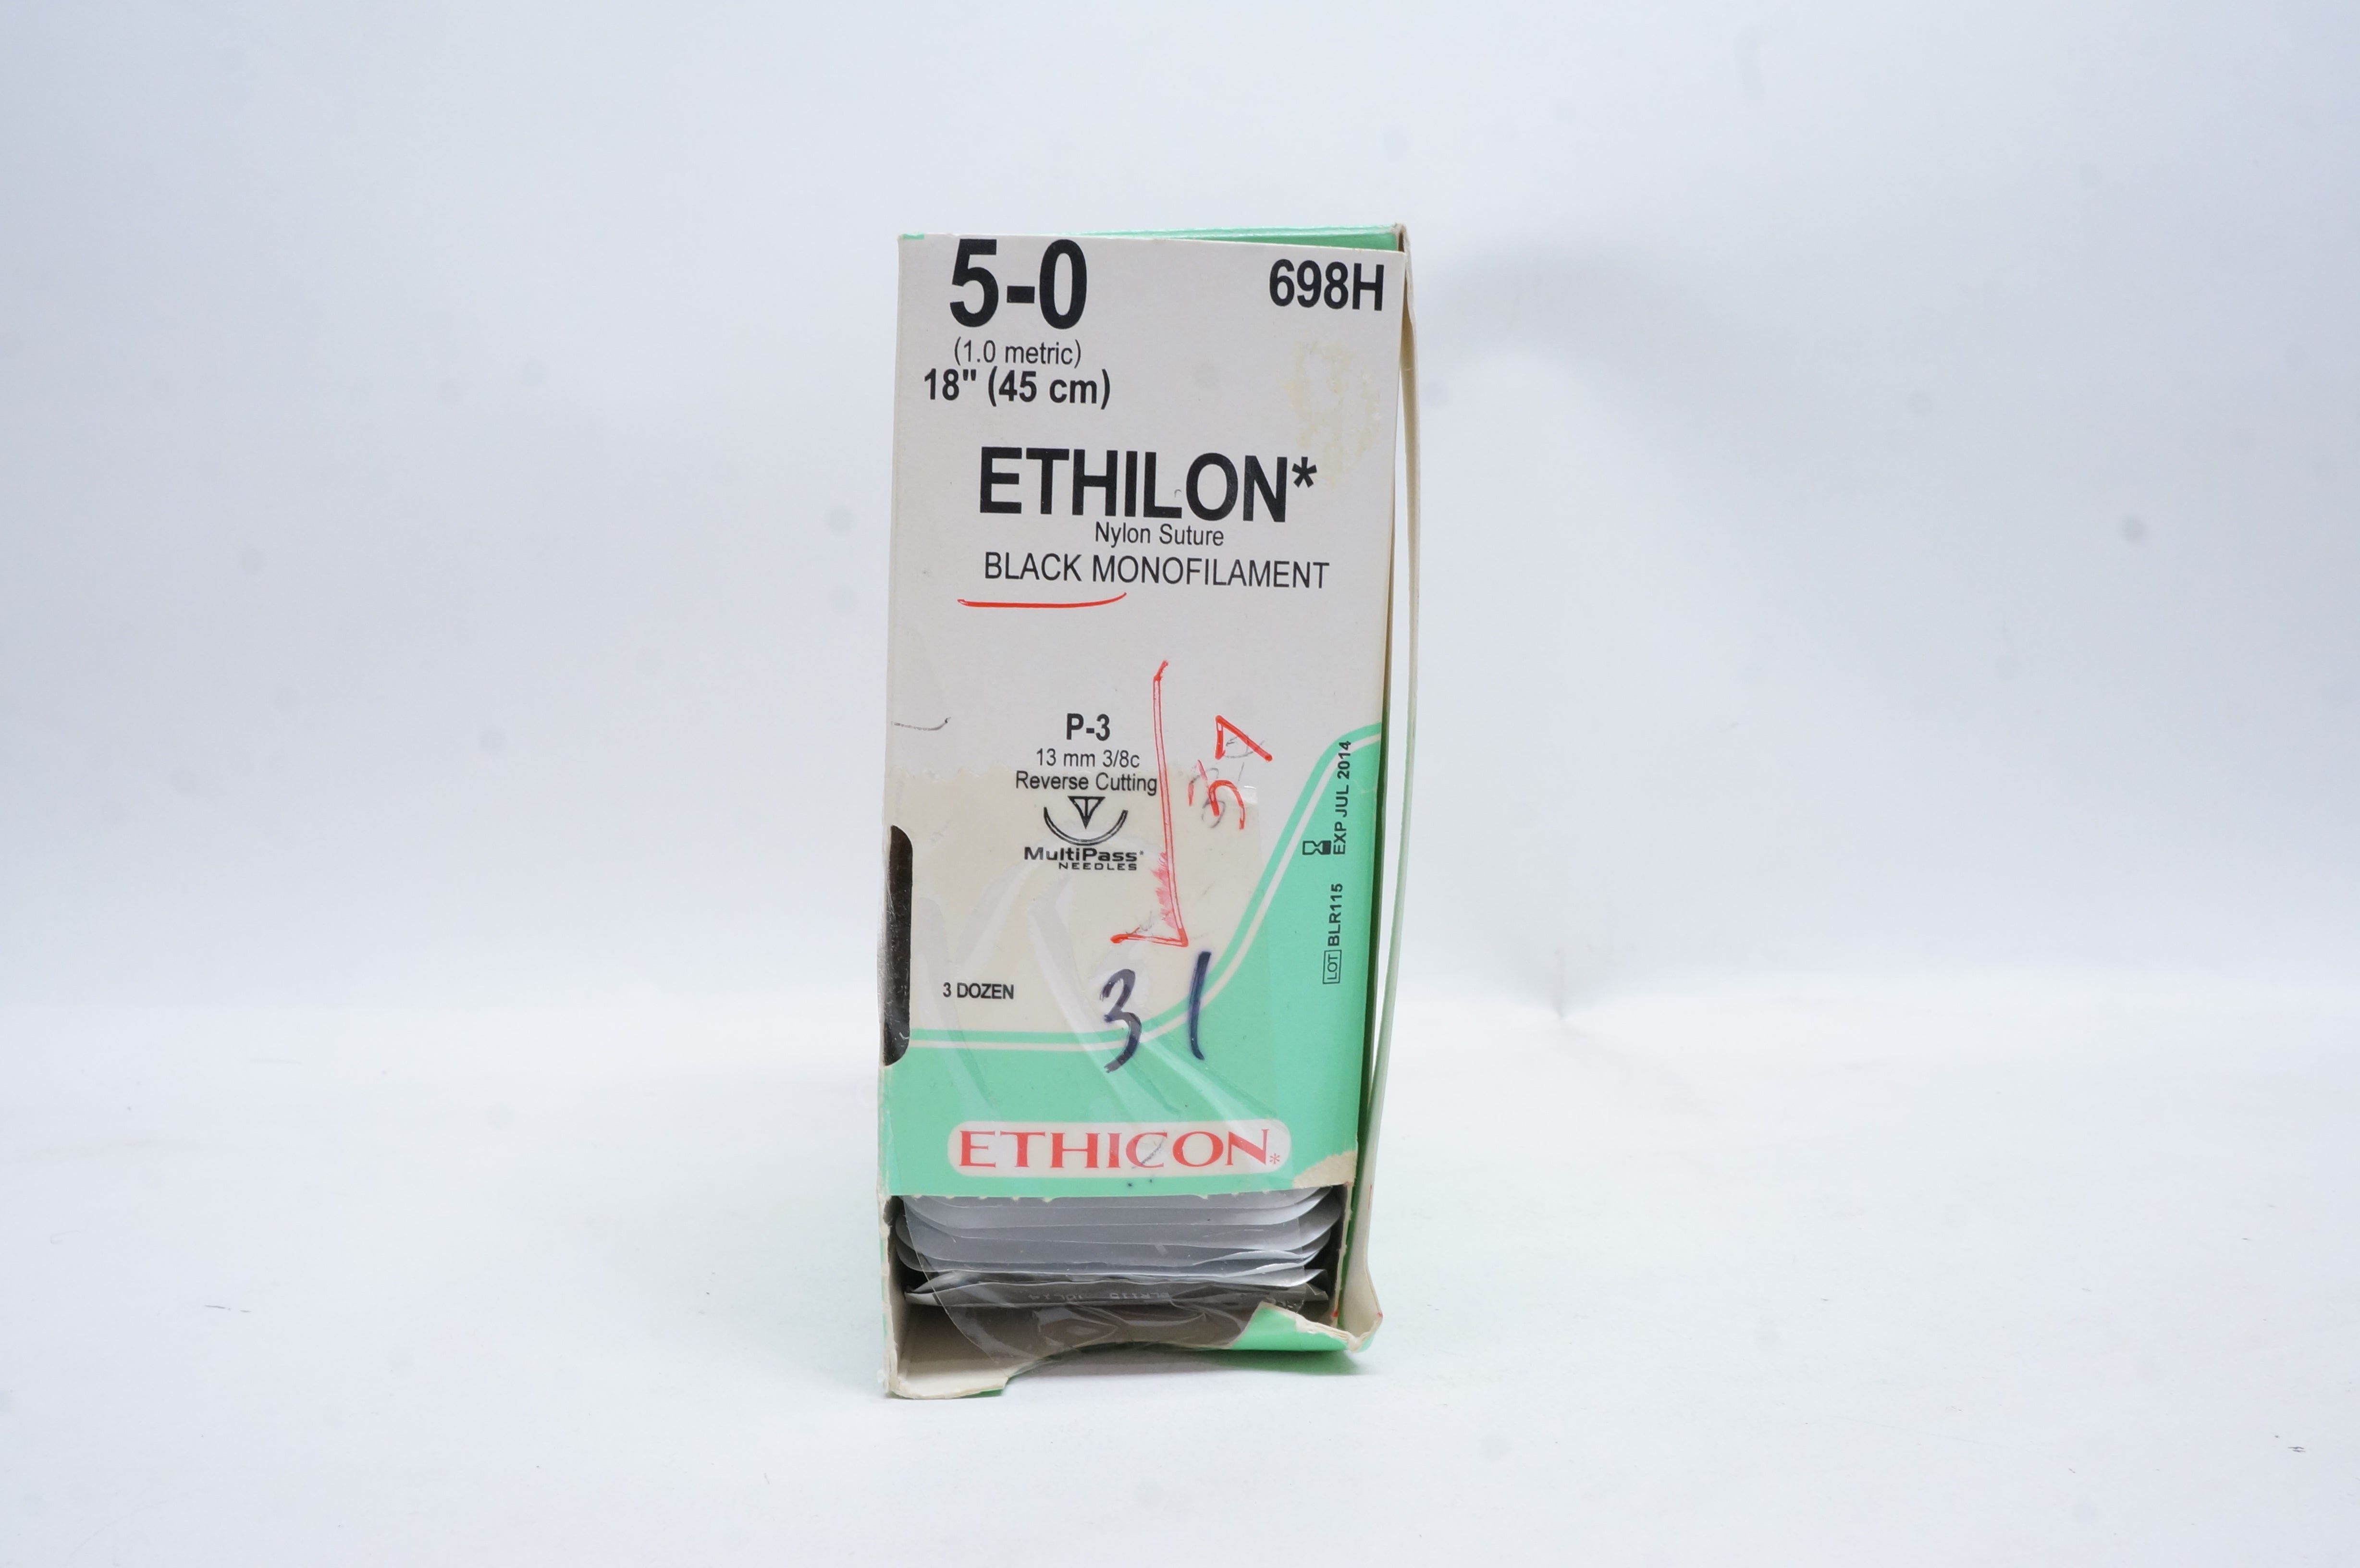 5-0
698H
(1.0 metric)
18" (45 cm)
ETHILON*
Nylon Suture
BLACK MONOFILAMENT
P-3
13 mm 3/8c
Reverse Cutting
MultiPass*
NEEDLES
37
EXP JUL 2014
LOT BLR115
3 DOZEN
31
ETHICON*